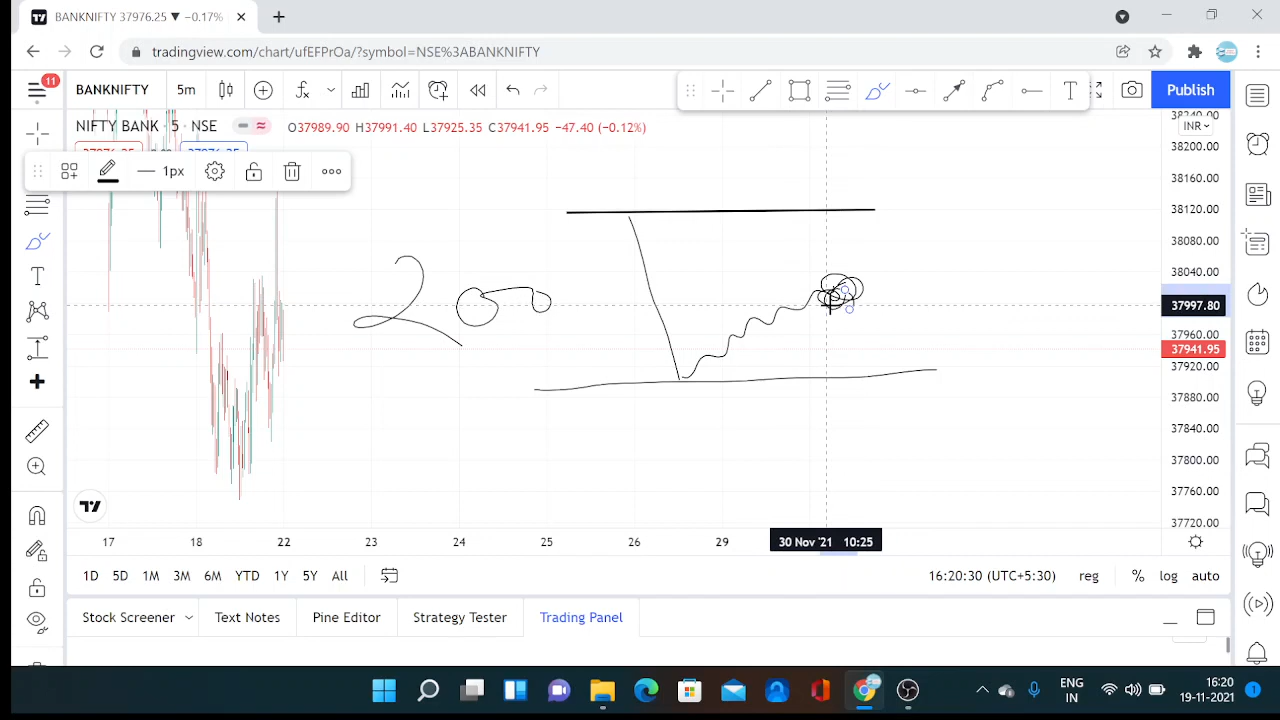 BANKNIFTY 37976.25 ▼ −0.17%
tradingview.com/chart/ufEFPrOa/?symbol=NSE%3ABANKNIFTY
11
BANKNIFTY 5m
Publish
NIFTY BANK · 5 · NSE O37989.90 H37991.40 L37925.35 C37941.95 −47.40 (−0.12%)
INR
1px
T
T
200
38240.00
38200.00
38160.00
38120.00
38080.00
38040.00
37997.80
37960.00
37941.95
37920.00
37880.00
37840.00
37800.00
37760.00
37720.00
17 18 22 23 24 25 26 29 30 Nov '21 10:25
1D 5D 1M 3M 6M YTD 1Y 5Y All 16:20:30 (UTC+5:30) reg % log auto
Stock Screener Text Notes Pine Editor Strategy Tester Trading Panel
ENG 16:20
IN 19-11-2021
1